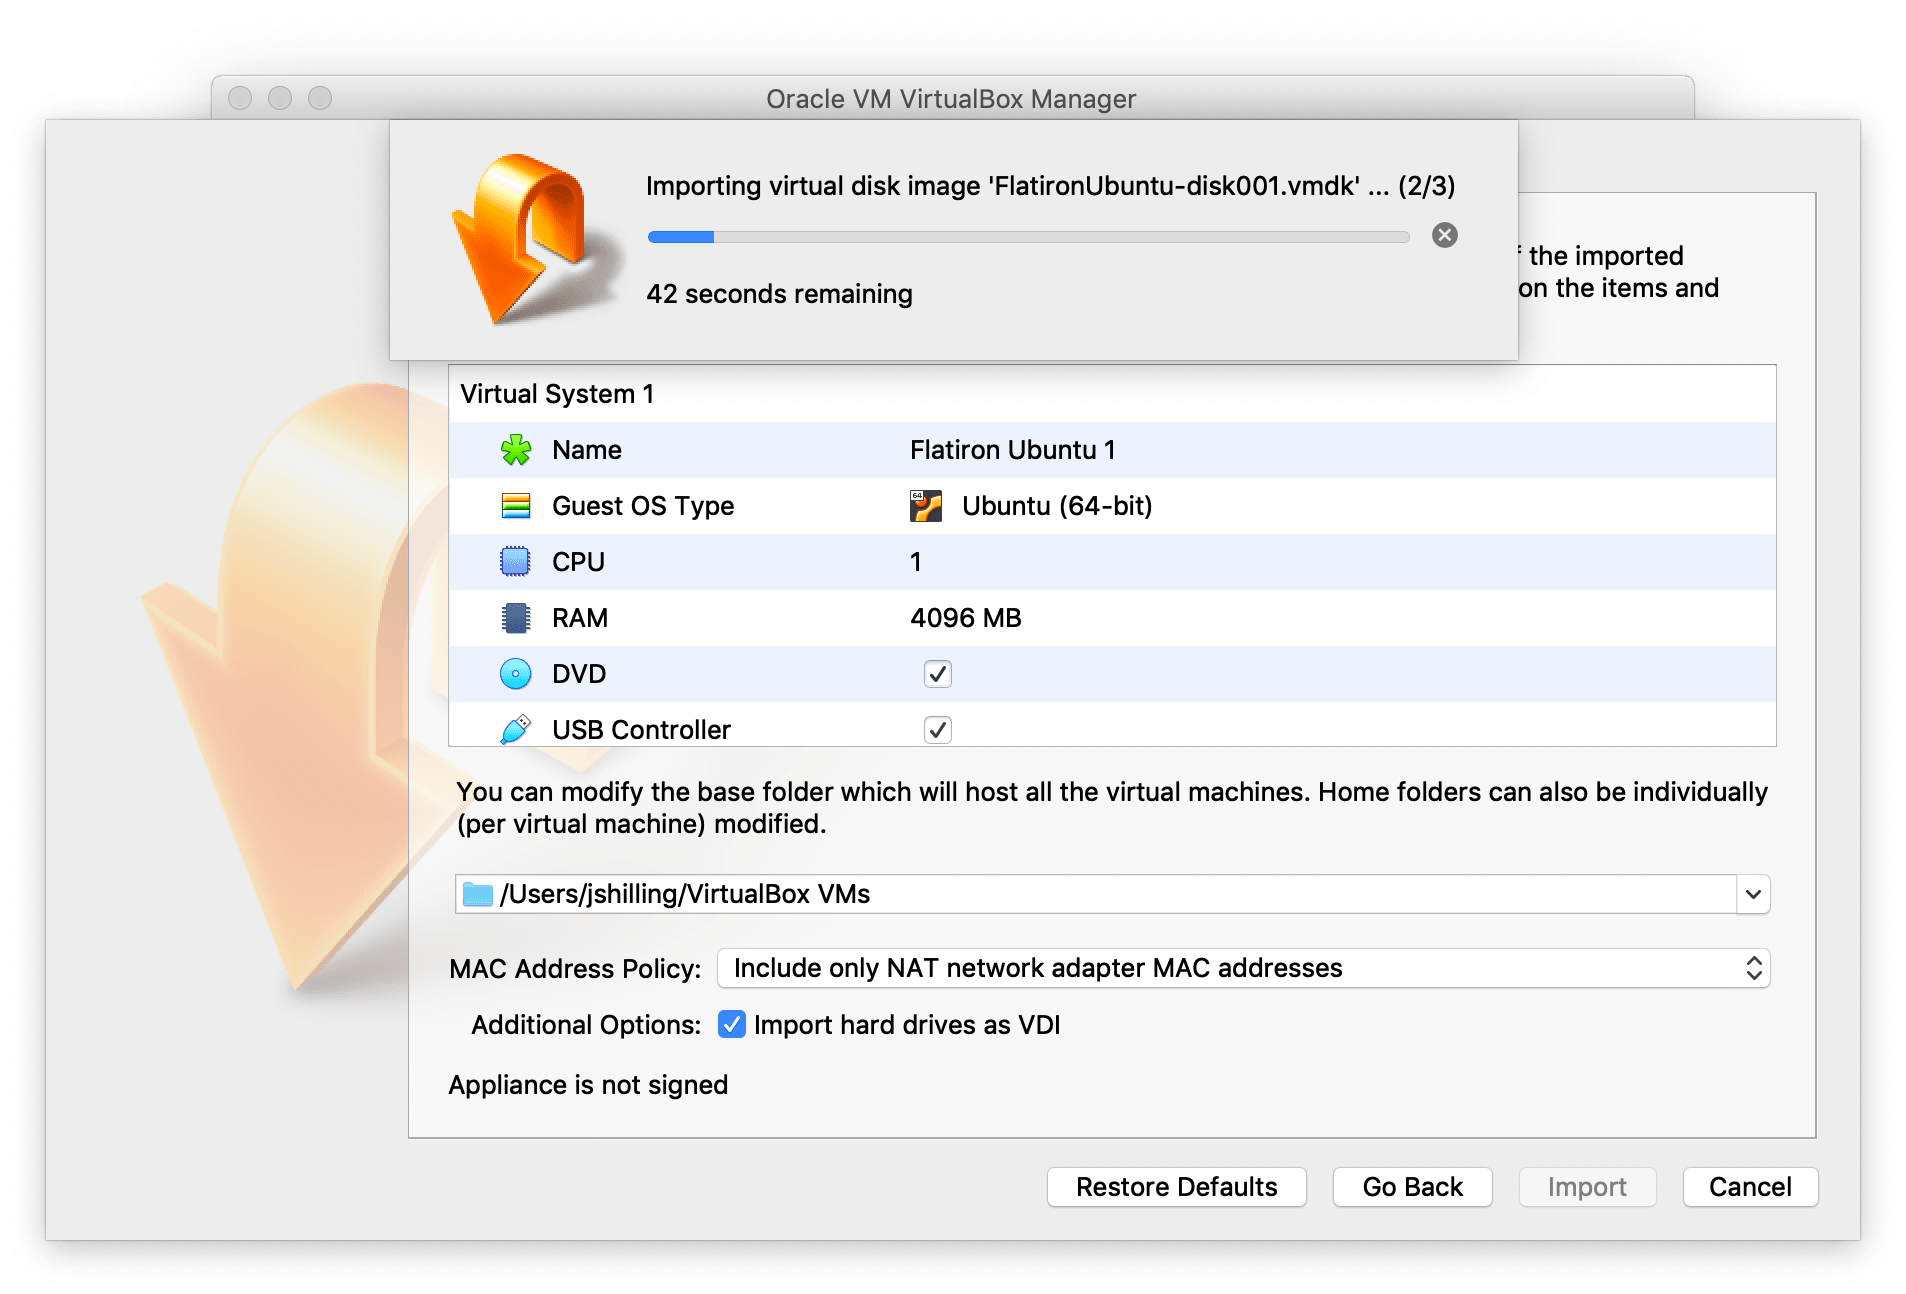 Oracle VM VirtualBox Manager
Importing virtual disk image 'FlatironUbuntu-disk001.vmdk' ... (2/3)
42 seconds remaining
the imported
on the items and
Virtual System 1
Name Flatiron Ubuntu 1
Guest OS Type 64 Ubuntu (64-bit)
CPU 1
RAM 4096 MB
DVD
USB Controller
You can modify the base folder which will host all the virtual machines. Home folders can also be individually
(per virtual machine) modified.
/Users/jshilling/VirtualBox VMs
MAC Address Policy: Include only NAT network adapter MAC addresses
Additional Options: Import hard drives as VDI
Appliance is not signed
Restore Defaults Go Back Import Cancel